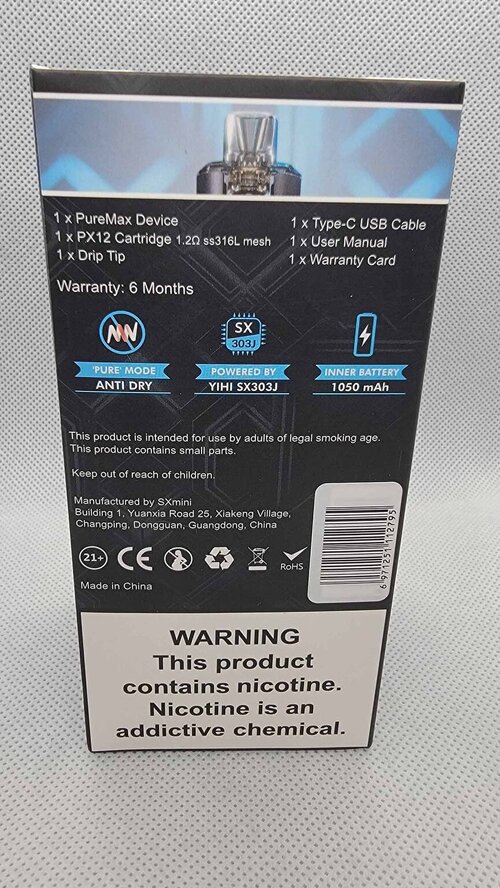 1 x PureMax Device
1 x PX12 Cartridge 1.2Ω ss316L mesh
1 x Drip Tip
1 x Type-C USB Cable
1 x User Manual
1 x Warranty Card
Warranty: 6 Months
SX
303J
'PURE' MODE
ANTI DRY
POWERED BY
YIHI SX303J
INNER BATTERY
1050 mAh
This product is intended for use by adults of legal smoking age.
This product contains small parts.
Keep out of reach of children.
Manufactured by SXmini
Building 1, Yuanxia Road 25, Xiakeng Village,
Changping, Dongguan, Guangdong, China
21+
CE
RoHS
Made in China
6 971251 112795
WARNING
This product
contains nicotine.
Nicotine is an
addictive chemical.